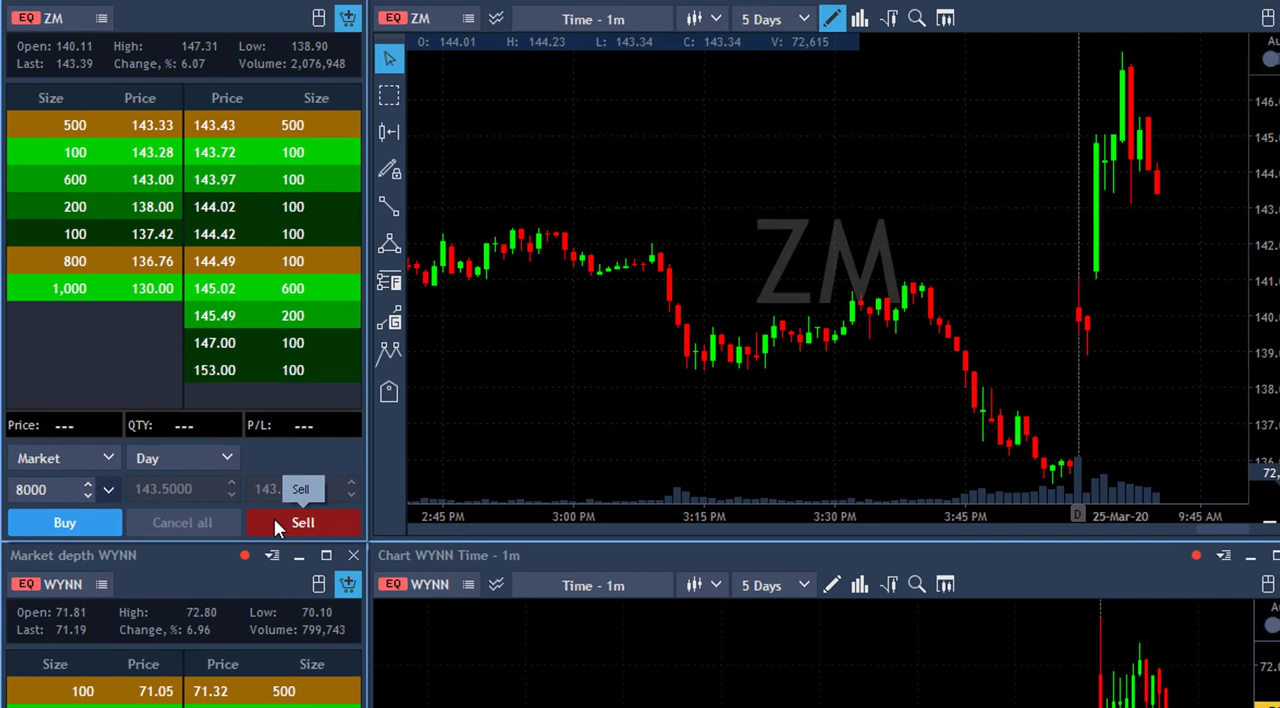 EQ ZM
Open: 140.11 High: 147.31 Low: 138.90
Last: 143.39 Change, %: 6.07 Volume: 2,076,948
Size Price Price Size
500 143.33 143.43 500
100 143.28 143.72 100
600 143.00 143.97 100
200 138.00 144.02 100
100 137.42 144.42 100
800 136.76 144.49 100
1,000 130.00 145.02 600
145.49 200
147.00 100
153.00 100
Price: --- QTY: --- P/L: ---
Market Day
8000 143.5000 143. Sell
Buy Cancel all Sell
EQ ZM Time - 1m 5 Days
O: 144.01 H: 144.23 L: 143.34 C: 143.34 V: 72,615
Au
F
G
ZM
146.
145.
144.
143.
142.
141.
140.
139.
138.
137.
136.
72,
2:45 PM 3:00 PM 3:15 PM 3:30 PM 3:45 PM D 25-Mar-20 9:45 AM
Market depth WYNN
EQ WYNN
Open: 71.81 High: 72.80 Low: 70.10
Last: 71.19 Change, %: 6.96 Volume: 799,743
Size Price Price Size
100 71.05 71.32 500
Chart WYNN Time - 1m
EQ WYNN Time - 1m 5 Days
Au
72.